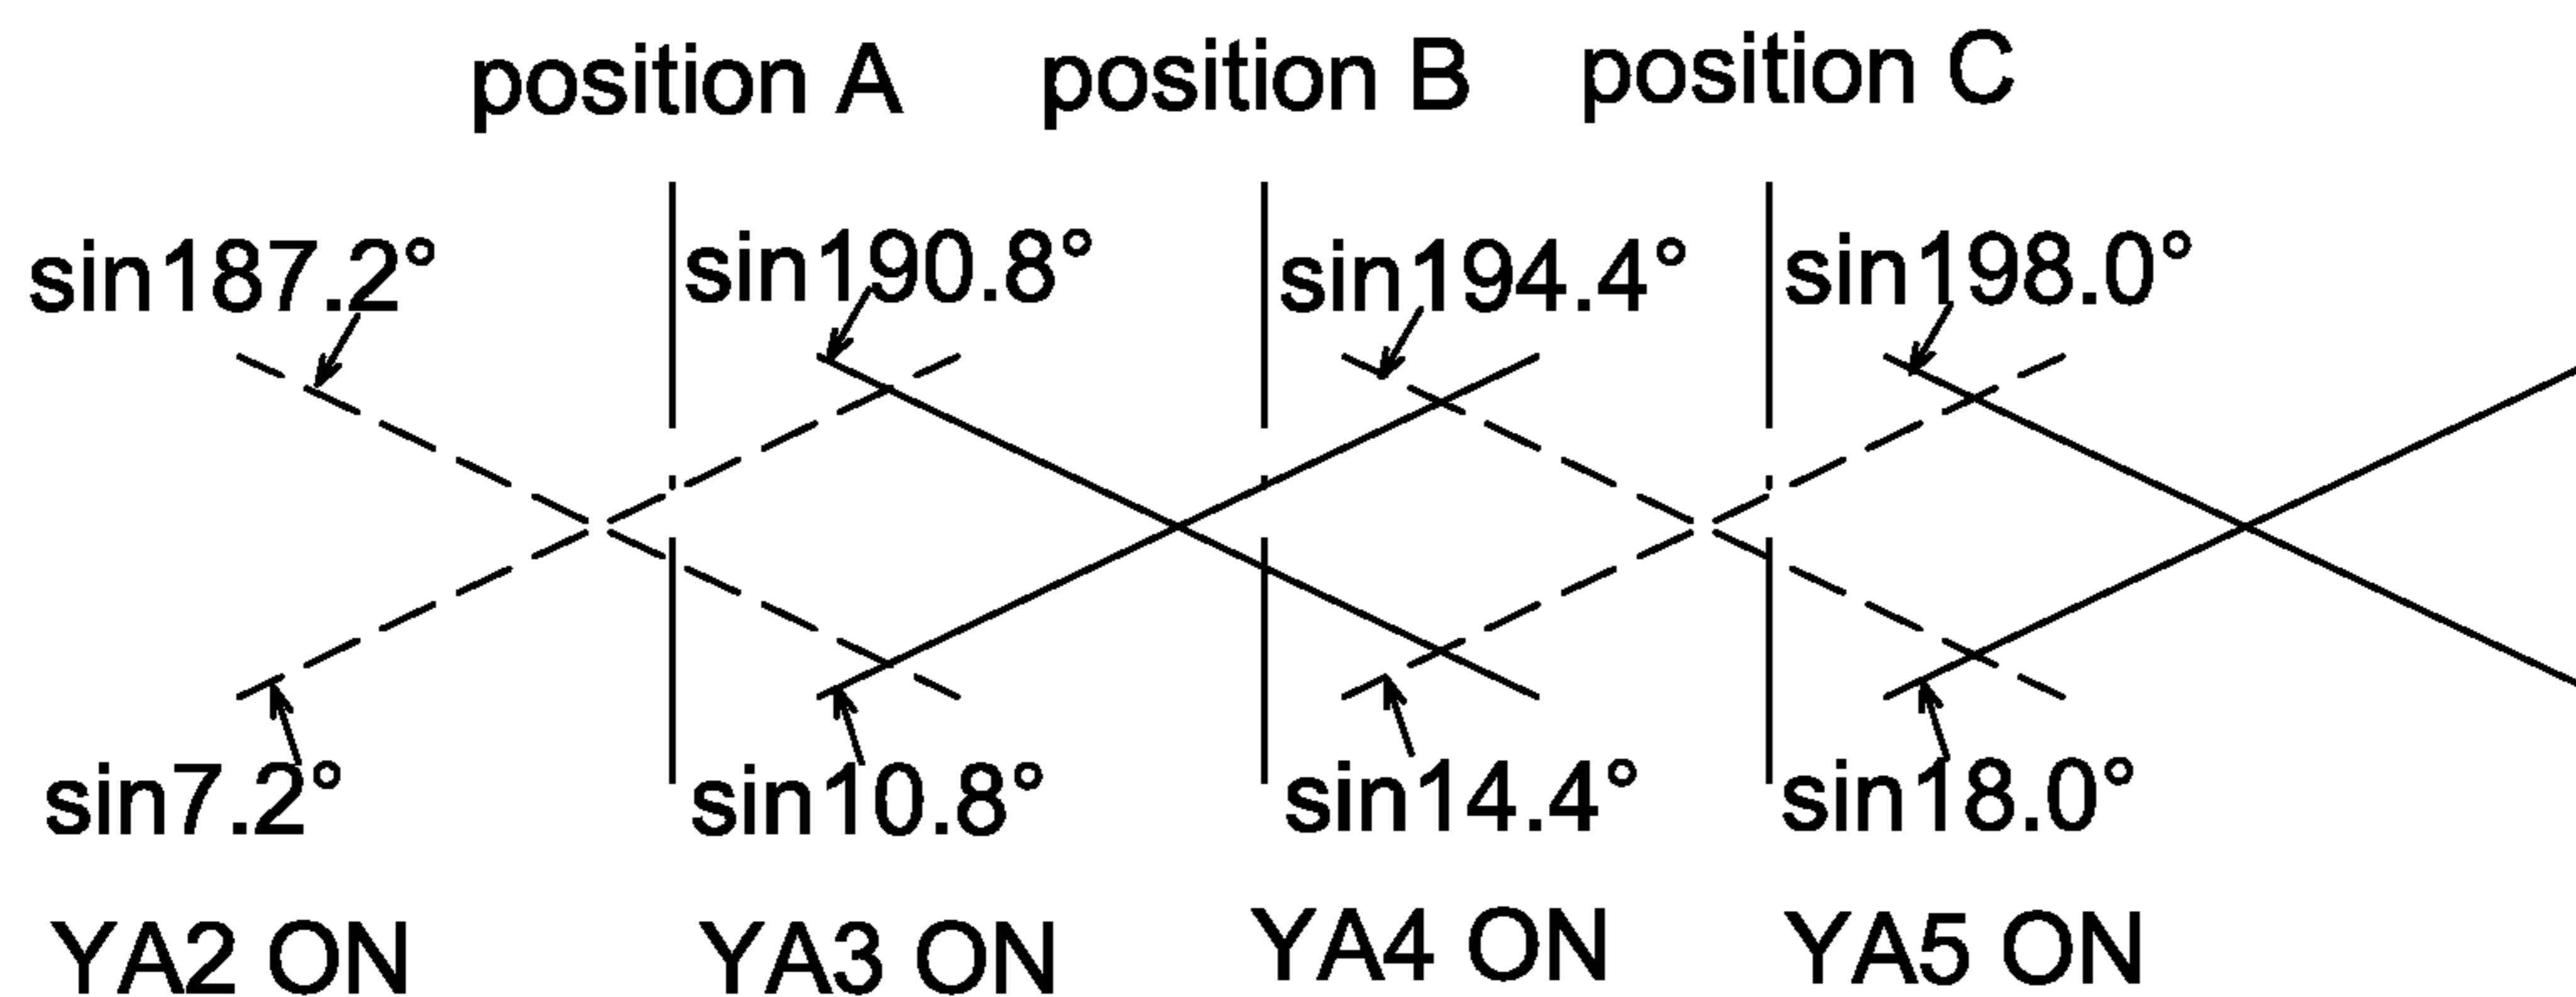 position A position B position C
sin187.2° sin190.8° sin194.4° sin198.0°
sin7.2° sin10.8° sin14.4° sin18.0°
YA2 ON YA3 ON YA4 ON YA5 ON